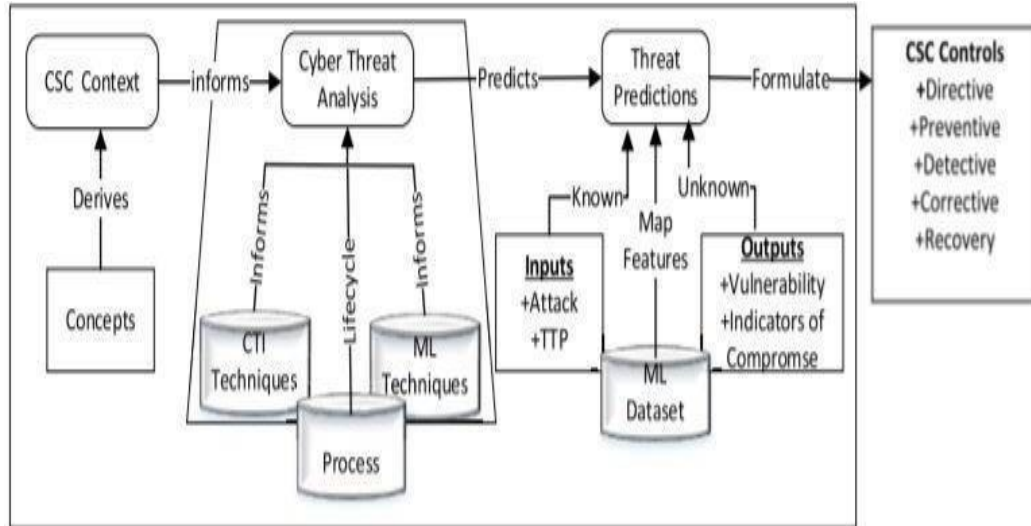 CSC Context
informs
Cyber Threat
Analysis
Predicts
Threat
Predictions
Formulate
CSC Controls
+Directive
+Preventive
+Detective
+Corrective
+Recovery
Derives
Concepts
Informs
Lifecycle
Informs
CTI
Techniques
ML
Techniques
Process
Known
Map
Features
Unknown
Inputs
+Attack
+TTP
Outputs
+Vulnerability
+Indicators of
Compromse
ML
Dataset